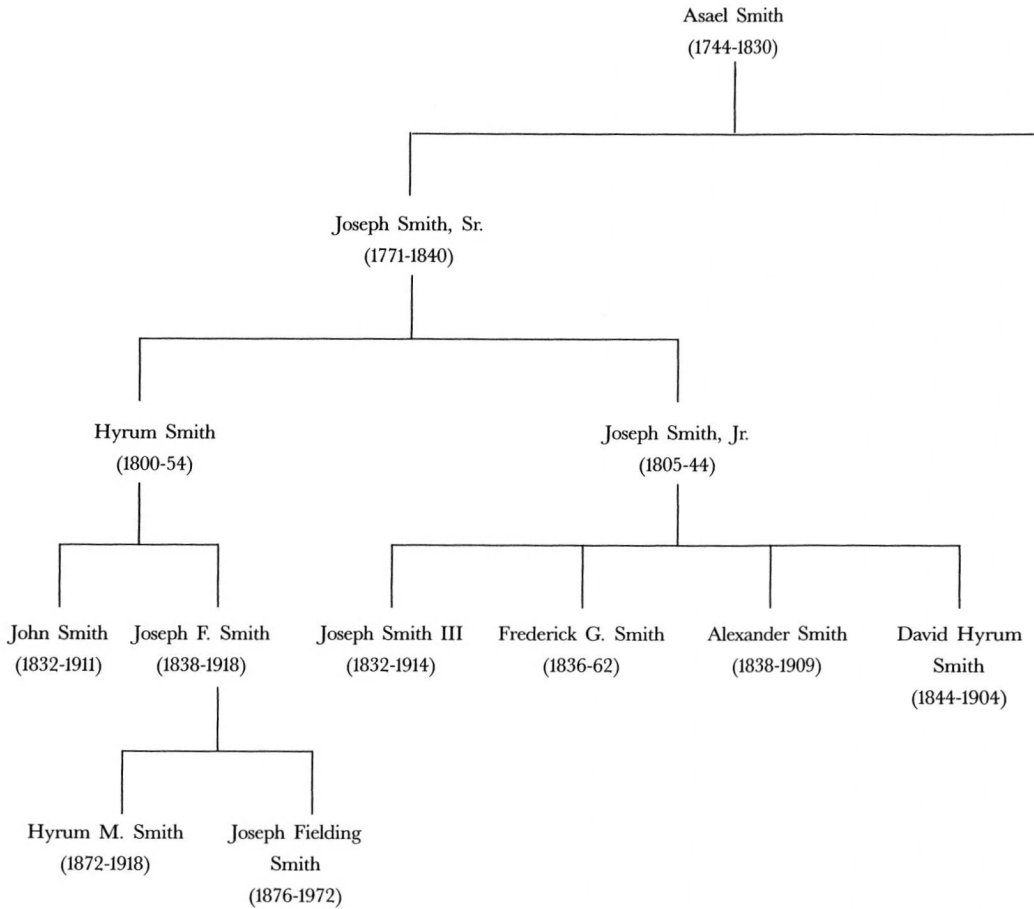 Asael Smith
(1744-1830)
Joseph Smith, Sr.
(1771-1840)
Hyrum Smith
(1800-54)
Joseph Smith, Jr.
(1805-44)
John Smith
(1832-1911)
Joseph F. Smith
(1838-1918)
Joseph Smith III
(1832-1914)
Frederick G. Smith
(1836-62)
Alexander Smith
(1838-1909)
David Hyrum
Smith
(1844-1904)
Hyrum M. Smith
(1872-1918)
Joseph Fielding
Smith
(1876-1972)